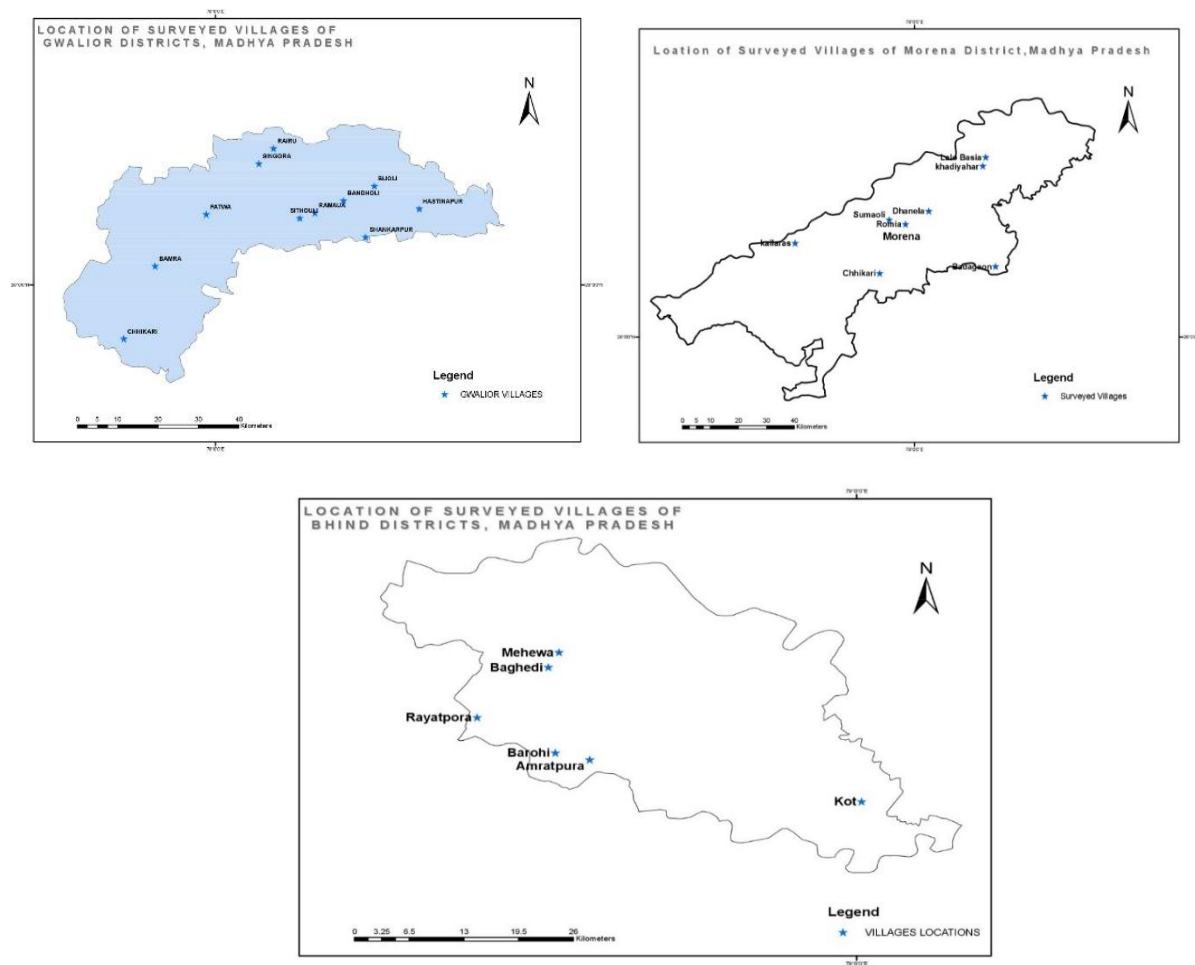 LOCATION OF SURVEYED VILLAGES OF
GWALIOR DISTRICTS, MADHYA PRADESH
N
RAIRU
SINGORA
BIJOLI
BANDHOLI
HASTINAPUR
RAMAUA
SITHOULI
PATWA
SHANKARPUR
BAMRA
CHHIKARI
Legend
GWALIOR VILLAGES
0 5 10 20 30 40
Kilometers
Loation of Surveyed Villages of Morena District,Madhya Pradesh
N
Basia
khadiyahar
Dhanela
Sumaoli
Morena
kailaras
Chhikari
Badagaon
Legend
Surveyed Villages
0 5 10 20 30 40
Kilometers
LOCATION OF SURVEYED VILLAGES OF
BHIND DISTRICTS, MADHYA PRADESH
N
Mehewa
Baghedi
Rayatpora
Barohi
Amratpura
Kot
Legend
VILLAGES LOCATIONS
0 3.25 6.5 13 19.5 26
Kilometers